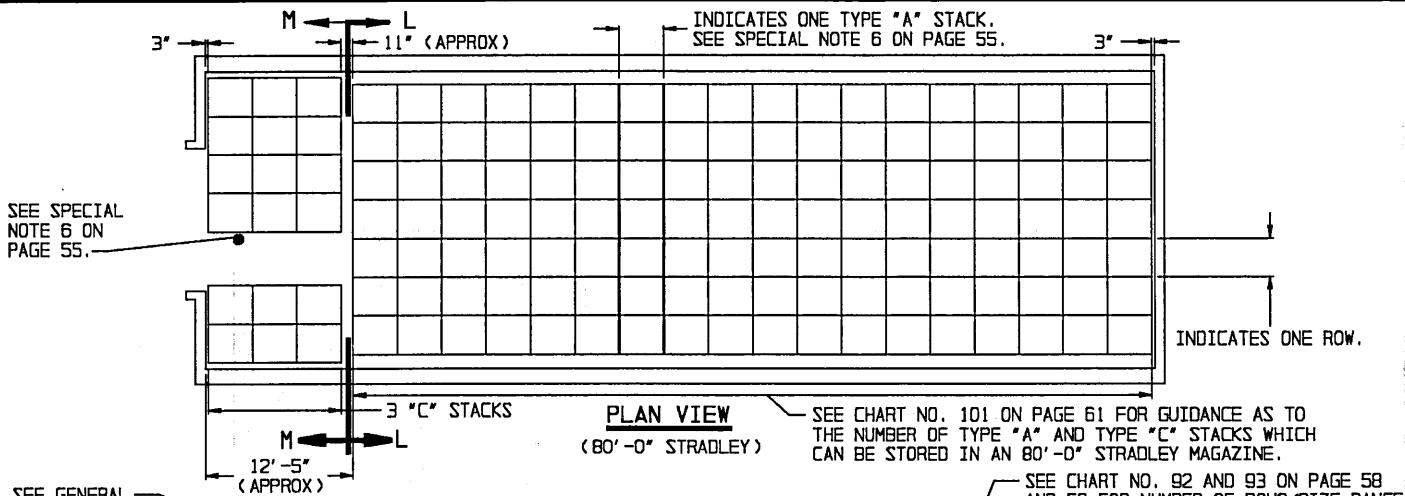 M L
3" 11" (APPROX)
INDICATES ONE TYPE "A" STACK.
SEE SPECIAL NOTE 6 ON PAGE 55.
3"
SEE SPECIAL
NOTE 6 ON
PAGE 55.
INDICATES ONE ROW.
3 "C" STACKS
PLAN VIEW
(80'-0" STRADLEY)
SEE CHART NO. 101 ON PAGE 61 FOR GUIDANCE AS TO
THE NUMBER OF TYPE "A" AND TYPE "C" STACKS WHICH
CAN BE STORED IN AN 80'-0" STRADLEY MAGAZINE.
M L
12'-5"
(APPROX)
SEE GENERAL
SEE CHART NO. 92 AND 93 ON PAGE 58